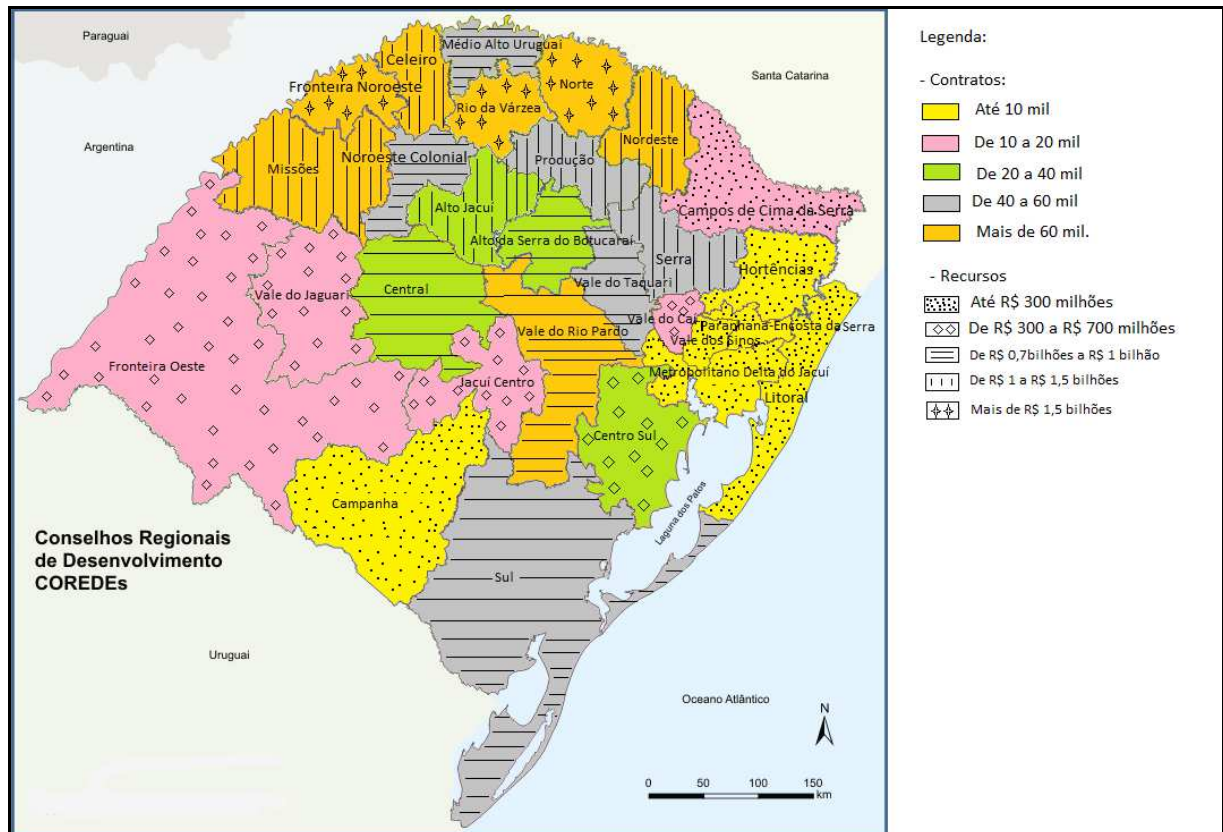 Paraguai
Argentina
Santa Catarina
Médio Alto Uruguai
Celeiro
Fronteira Noroeste
Norte
Rio da Várzea
Nordeste
Missões
Noroeste Colonial
Produção
Alto Jacuí
Campos de Cima da Serra
Alto da Serra do Botucaraí
Serra
Hortências
Vale do Taquari
Vale do Jaguari
Central
Vale do Caí
Paranhana-Encosta da Serra
Vale do Rio Pardo
Vale dos Sinos
Fronteira Oeste
Jacuí Centro
Metropolitano Delta do Jacuí
Litoral
Centro Sul
Campanha
Laguna dos Patos
Conselhos Regionais
de Desenvolvimento
COREDEs
Sul
Uruguai
Oceano Atlântico
N
0 50 100 150
km
Legenda:
- Contratos:
Até 10 mil
De 10 a 20 mil
De 20 a 40 mil
De 40 a 60 mil
Mais de 60 mil.
- Recursos
Até R$ 300 milhões
De R$ 300 a R$ 700 milhões
De R$ 0,7bilhões a R$ 1 bilhão
De R$ 1 a R$ 1,5 bilhões
Mais de R$ 1,5 bilhões